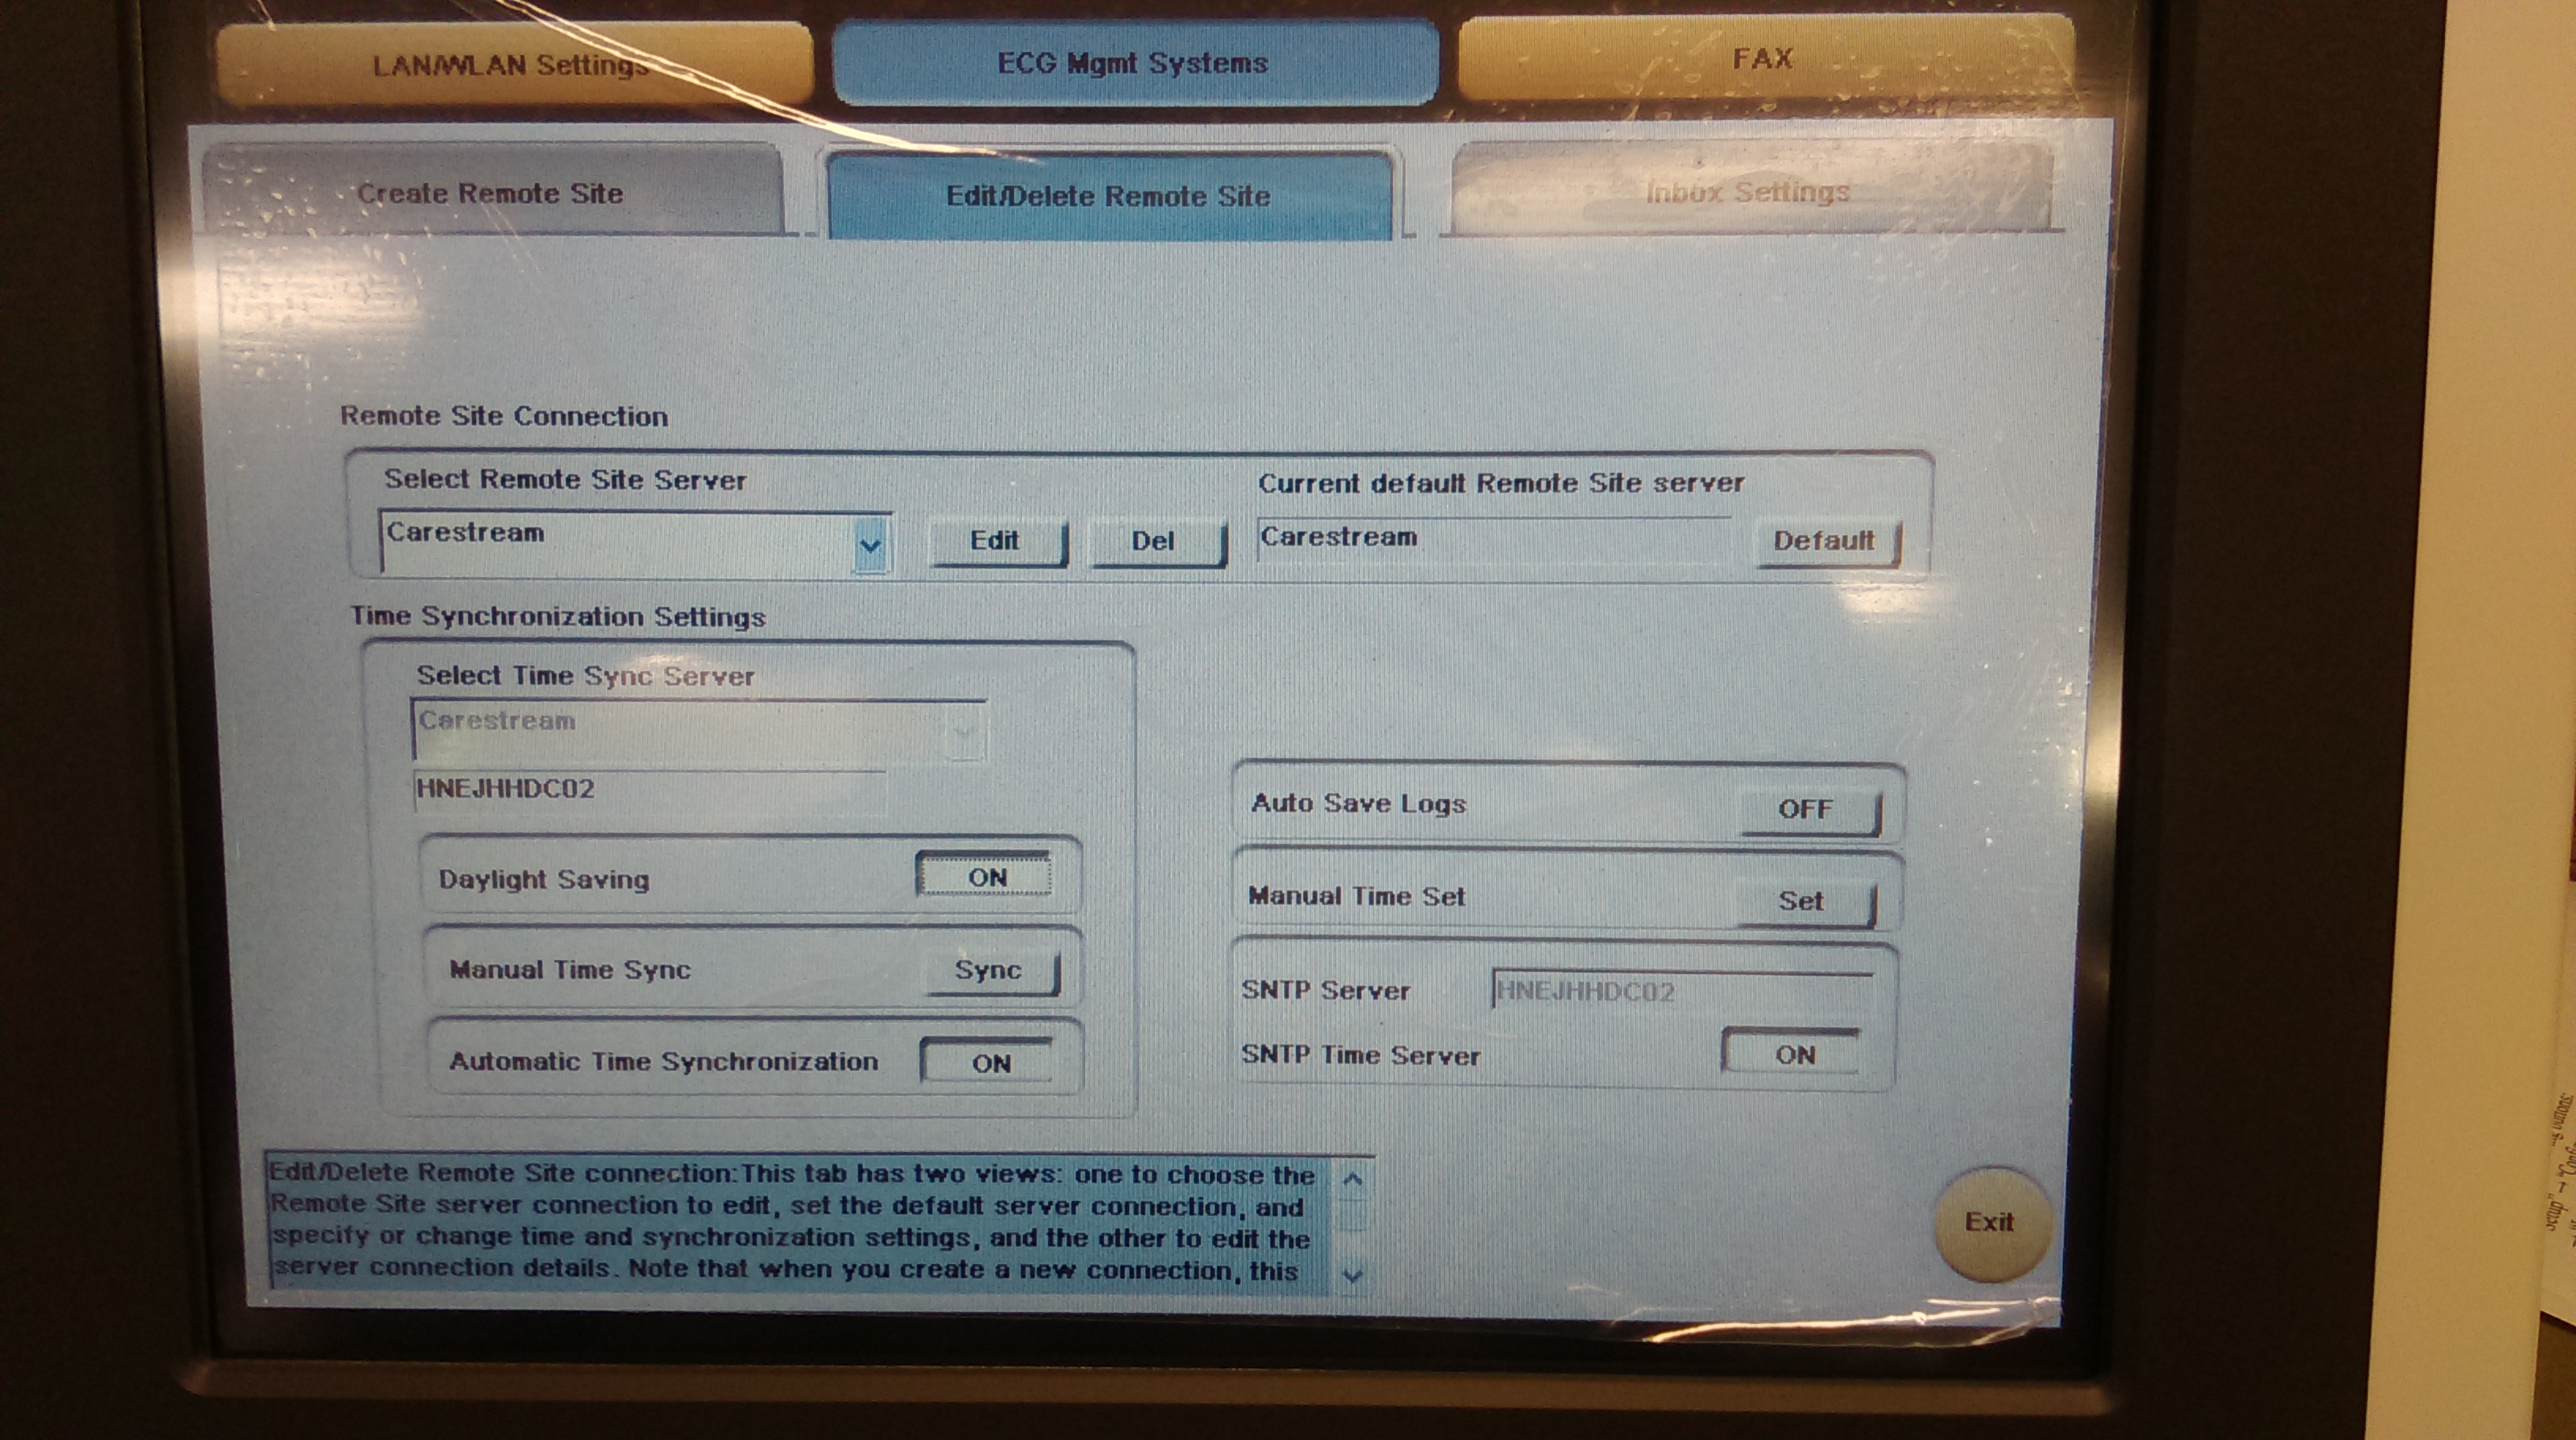 LAN/WLAN Settings
ECG Mgmt Systems
FAX
Create Remote Site
Edit/Delete Remote Site
Inbox Settings
Remote Site Connection
Select Remote Site Server
Current default Remote Site server
Carestream
Edit
Del
Carestream
Default
Time Synchronization Settings
Select Time Sync Server
Carestream
HNEJHHDC02
Daylight Saving
ON
Manual Time Sync
Sync
Automatic Time Synchronization
ON
Auto Save Logs
OFF
Manual Time Set
Set
SNTP Server
HNEJHHDC02
SNTP Time Server
ON
Edit/Delete Remote Site connection:This tab has two views: one to choose the
Remote Site server connection to edit, set the default server connection, and
specify or change time and synchronization settings, and the other to edit the
server connection details. Note that when you create a new connection, this
Exit